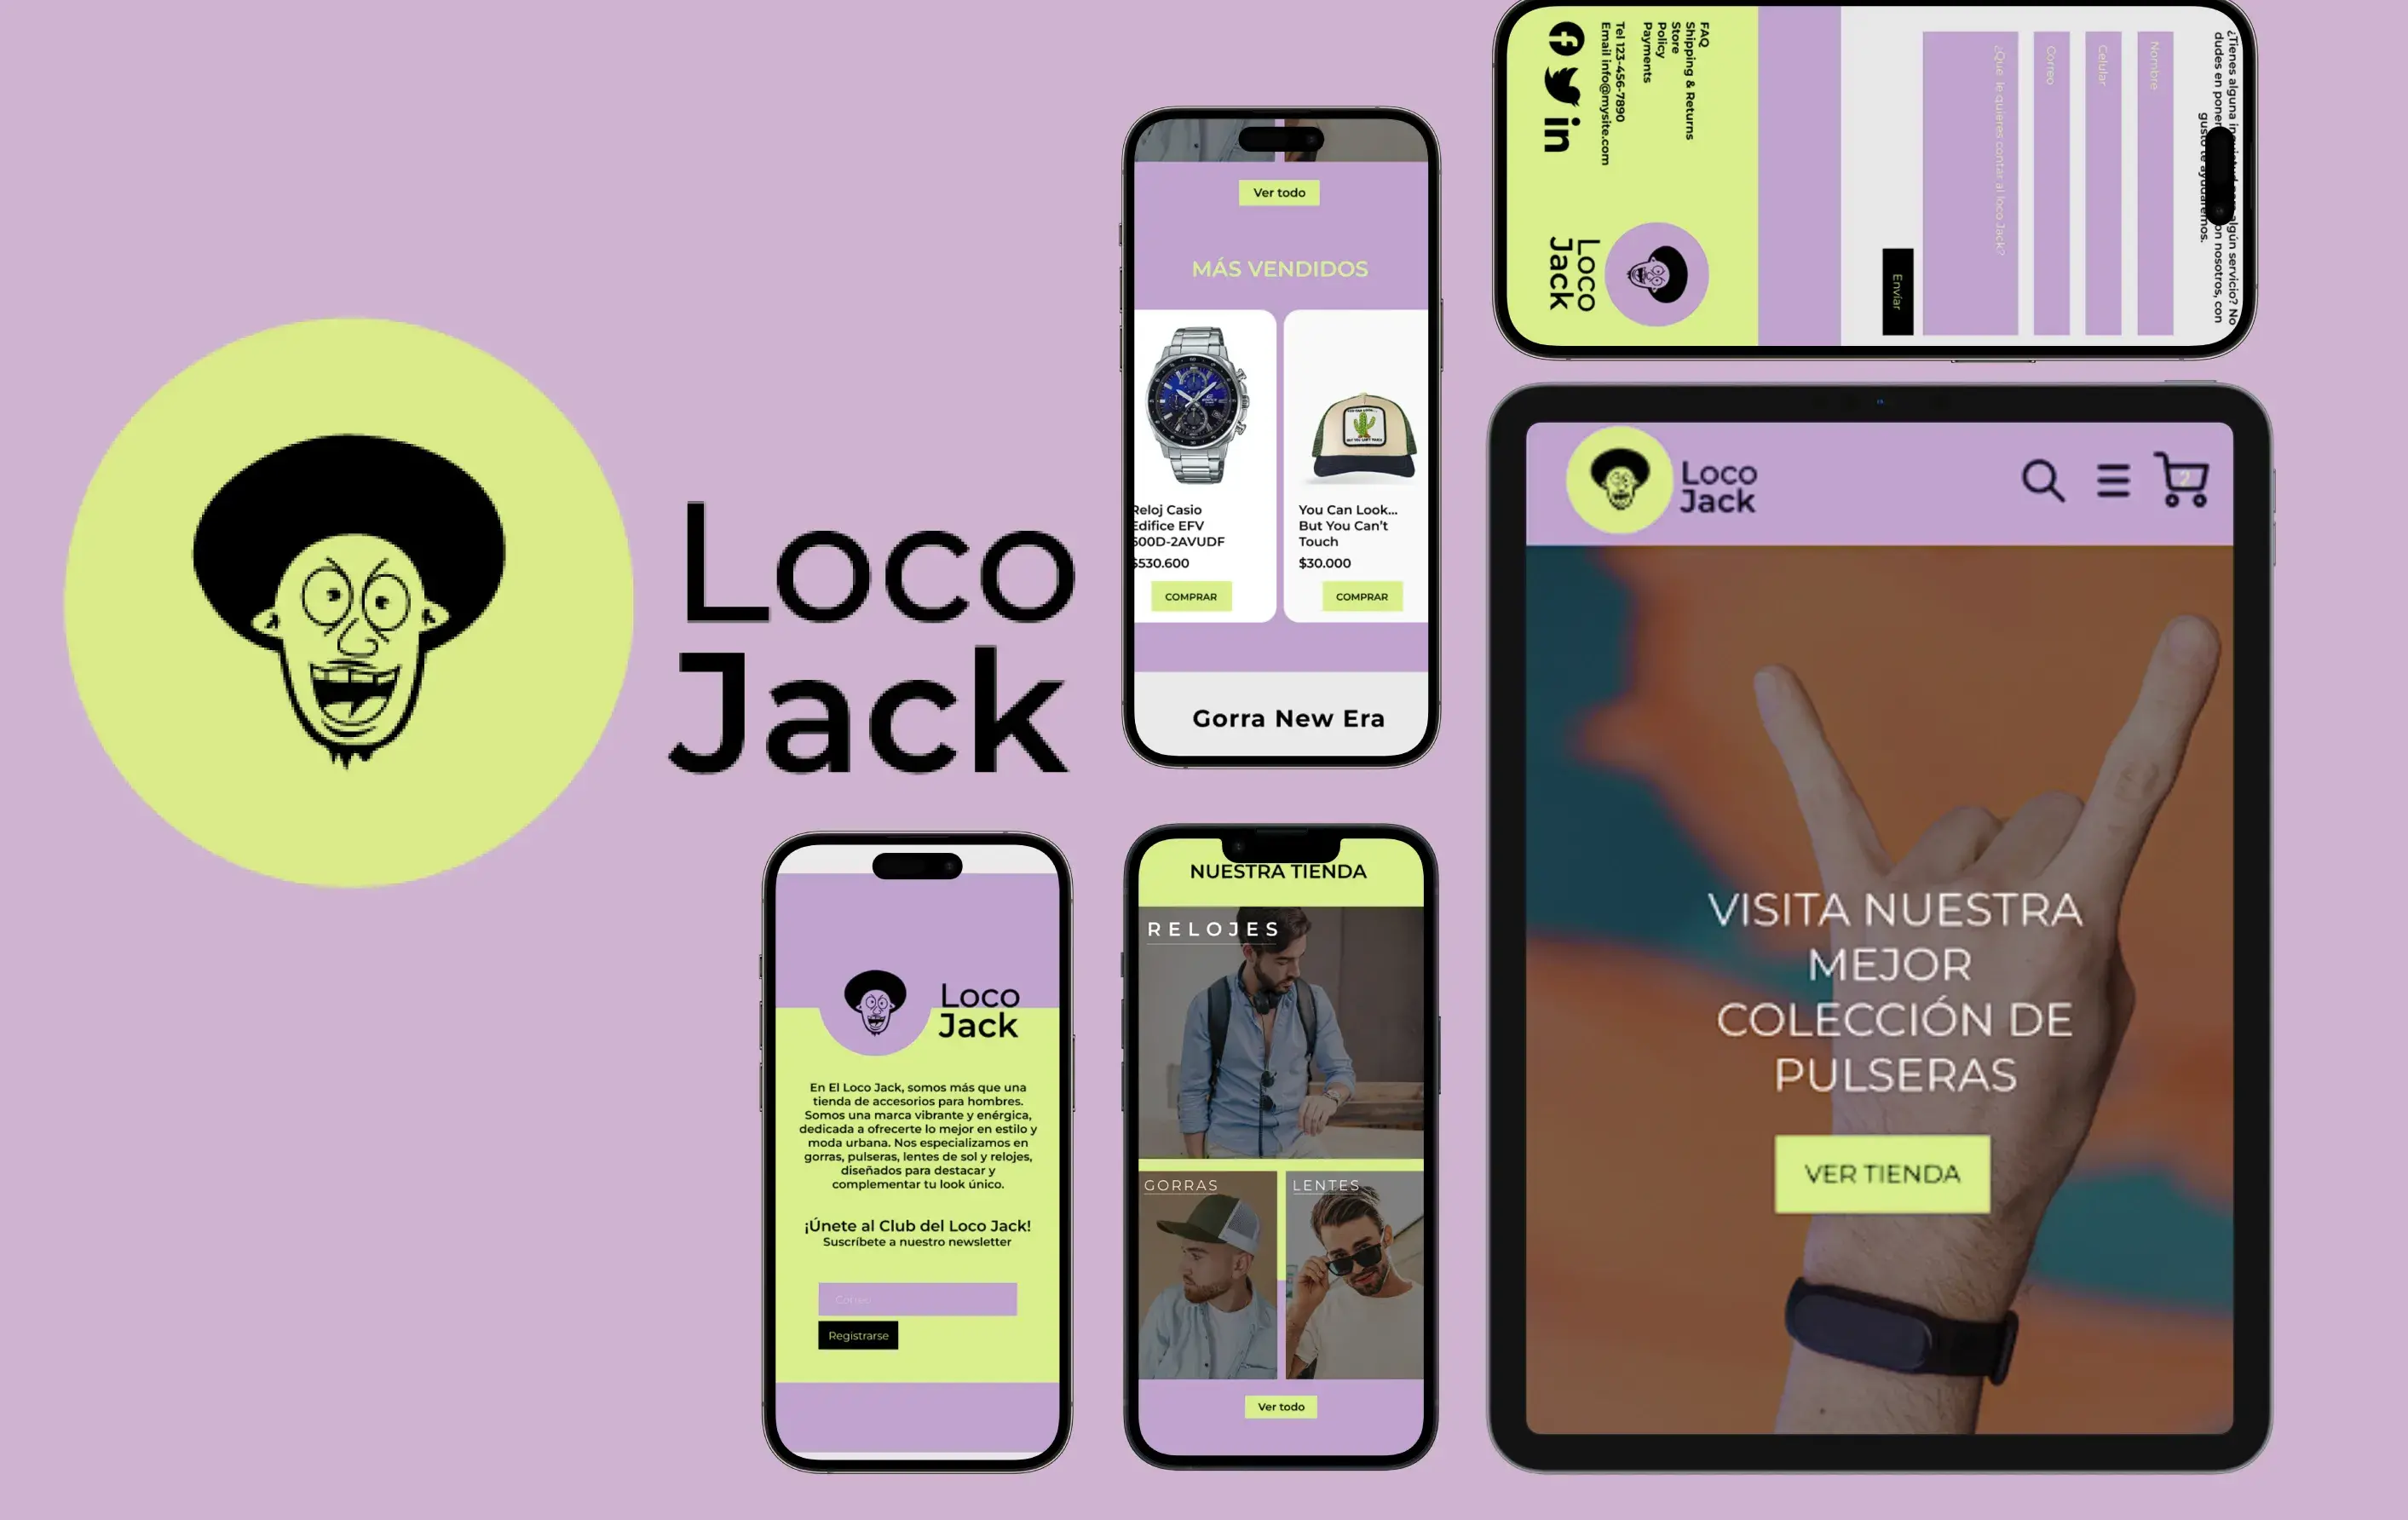 Loco
Jack
Ver todo
MÁS VENDIDOS
Reloj Casio
Edifice EFV
600D-2AVUDF
$530.600
COMPRAR
You Can Look...
But You Can't
Touch
$30.000
COMPRAR
Gorra New Era
¿Tienes alguna algún servicio? No
dudes en poner nosotros, con
gusto te ayudaremos.
Nombre
Celular
Correo
¿Que le quieres contar al loco Jack?
Enviar
FAQ
Shipping & Returns
Store
Policy
Payments
Tel 123-456-7890
Email info@mysite.com
Loco
Jack
Loco
Jack
2
VISITA NUESTRA
MEJOR
COLECCIÓN DE
PULSERAS
VER TIENDA
Loco
Jack
En El Loco Jack, somos más que una
tienda de accesorios para hombres.
Somos una marca vibrante y enérgica,
dedicada a ofrecerte lo mejor en estilo y
moda urbana. Nos especializamos en
gorras, pulseras, lentes de sol y relojes,
diseñados para destacar y
complementar tu look único.
¡Únete al Club del Loco Jack!
Suscríbete a nuestro newsletter
Correo
Registrarse
NUESTRA TIENDA
RELOJES
GORRAS
LENTES
Ver todo